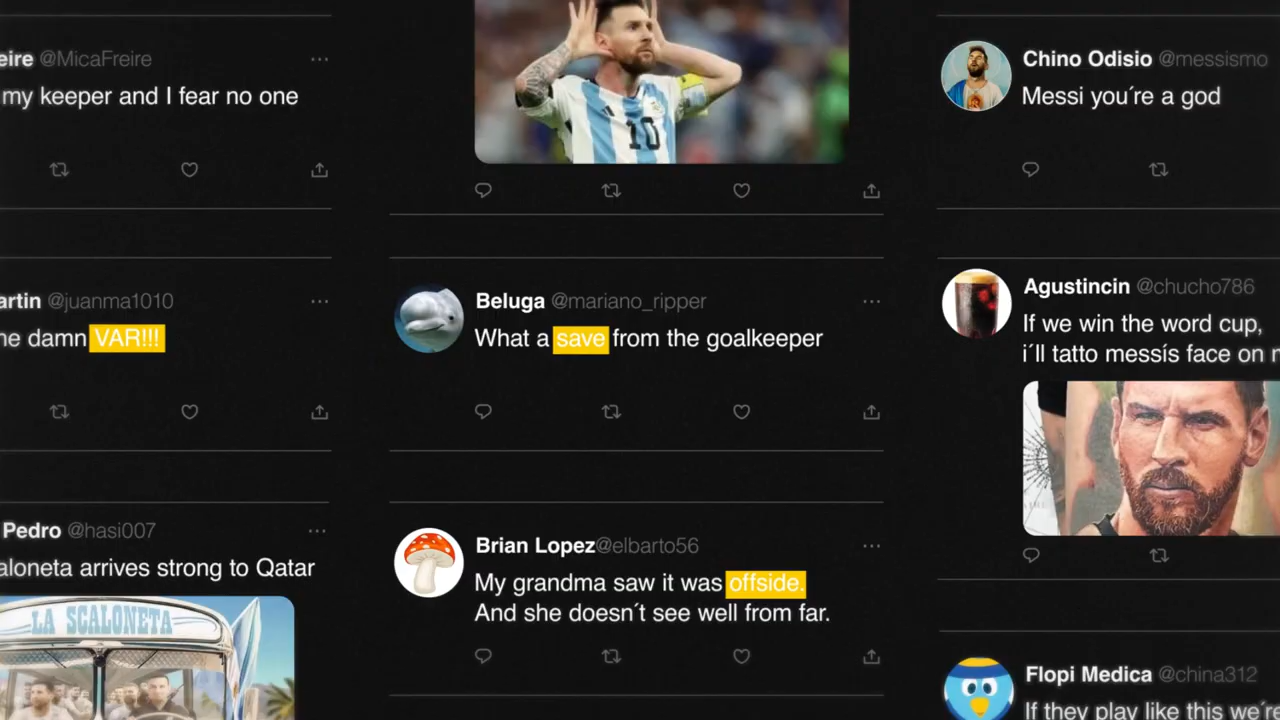 eire @MicaFreire
my keeper and I fear no one
artin @juanma1010
he damn VAR!!!
Pedro @hasi007
aloneta arrives strong to Qatar
LA SCALONETA
10
Beluga @mariano_ripper
What a save from the goalkeeper
Brian Lopez@elbarto56
My grandma saw it was offside.
And she doesn´t see well from far.
Chino Odisio @messismo
Messi you´re a god
Agustincin @chucho786
If we win the word cup,
i´ll tatto messís face on
Flopi Medica @china312
If they play like this we´re